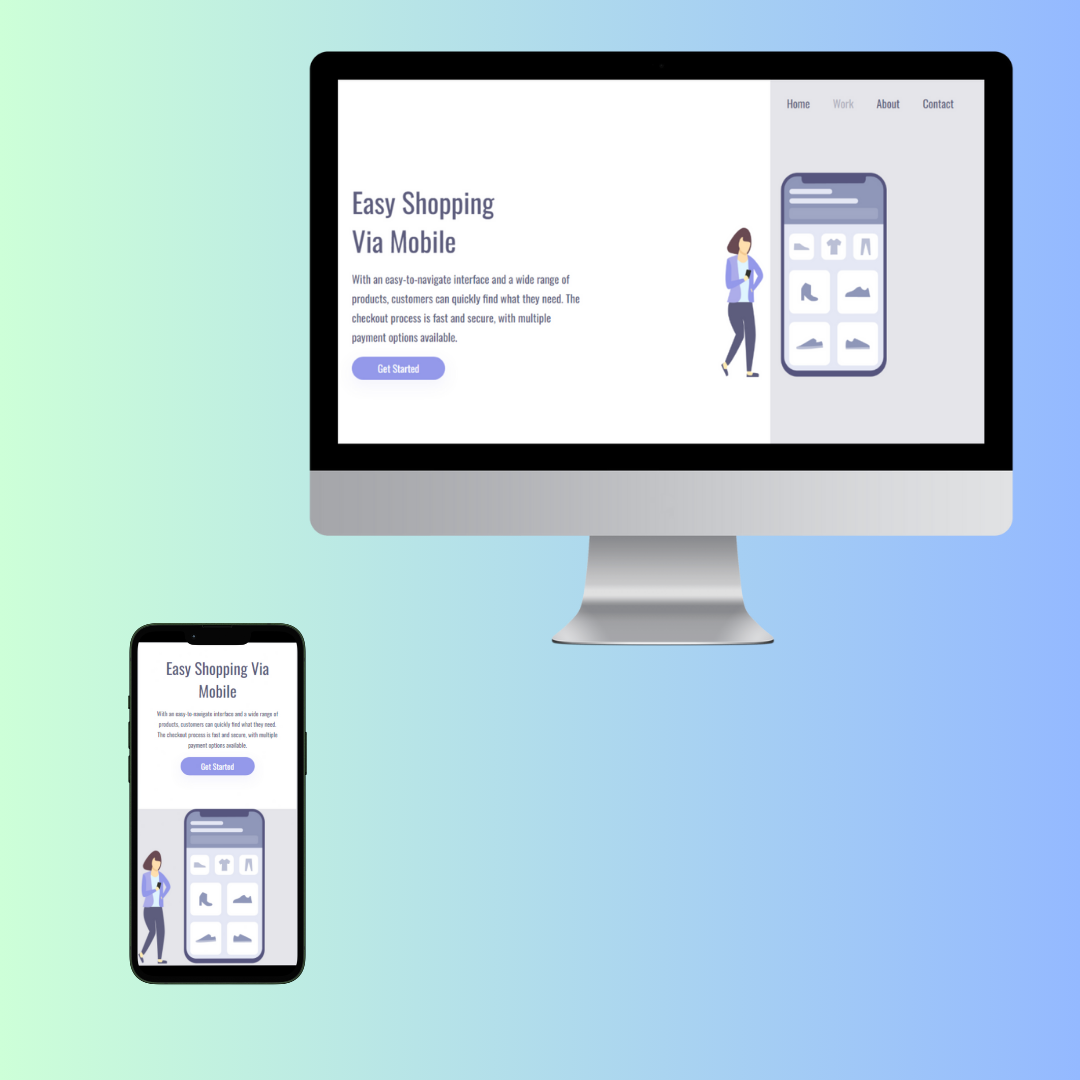 Home Work About Contact
Easy Shopping
Via Mobile
With an easy-to-navigate interface and a wide range of
products, customers can quickly find what they need. The
checkout process is fast and secure, with multiple
payment options available.
Get Started
Easy Shopping Via
Mobile
With an easy-to-navigate interface and a wide range of
products, customers can quickly find what they need.
The checkout process is fast and secure, with multiple
payment options available.
Get Started